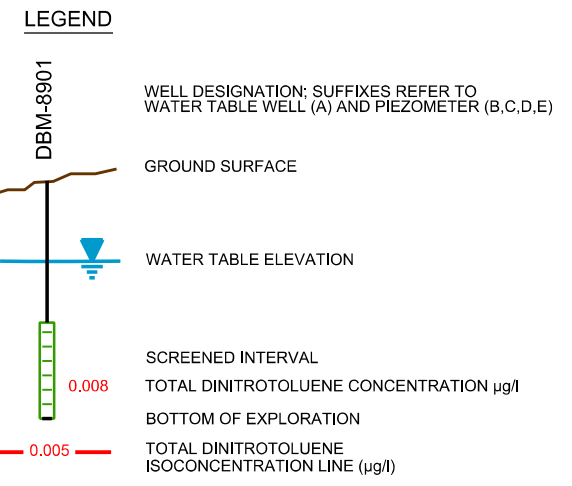 LEGEND
DBM-8901
WELL DESIGNATION; SUFFIXES REFER TO
WATER TABLE WELL (A) AND PIEZOMETER (B,C,D,E)
GROUND SURFACE
WATER TABLE ELEVATION
SCREENED INTERVAL
0.008 TOTAL DINITROTOLUENE CONCENTRATION µg/l
BOTTOM OF EXPLORATION
0.005 TOTAL DINITROTOLUENE
ISOCONCENTRATION LINE (µg/l)